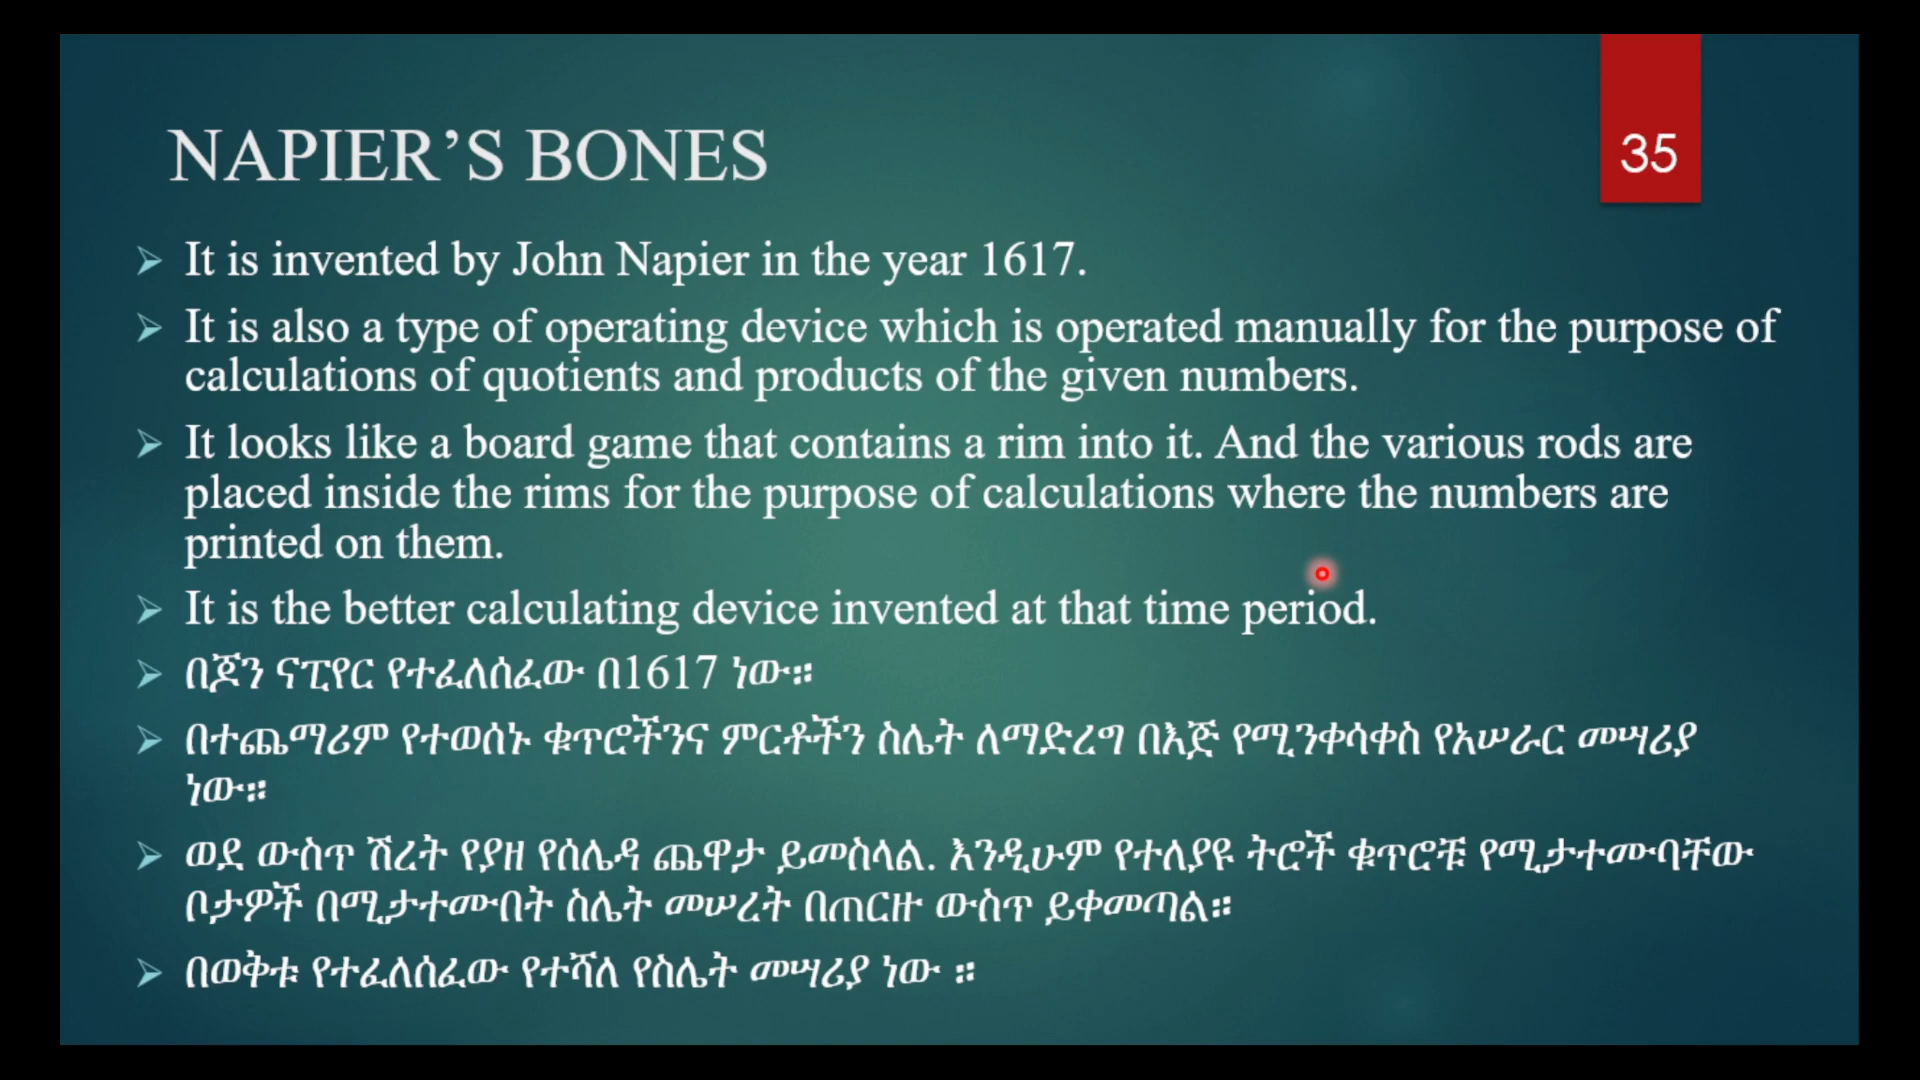 NAPIER’S BONES
35
It is invented by John Napier in the year 1617.
It is also a type of operating device which is operated manually for the purpose of
calculations of quotients and products of the given numbers.
It looks like a board game that contains a rim into it. And the various rods are
placed inside the rims for the purpose of calculations where the numbers are
printed on them.
It is the better calculating device invented at that time period.
በጆን ናፒየር የተፈለሰፈው በ1617 ነው።
በተጨማሪም የተወሰኑ ቁጥሮችንና ምርቶችን ስሌት ለማድረግ በእጅ የሚንቀሳቀስ የአሠራር መሣሪያ
ነው።
ወደ ውስጥ ሽረት የያዘ የሰሌዳ ጨዋታ ይመስላል. እንዲሁም የተለያዩ ትሮች ቁጥሮቹ የሚታተሙባቸው
ቦታዎች በሚታተሙበት ስሌት መሠረት በጠርዙ ውስጥ ይቀመጣል።
በወቅቱ የተፈለሰፈው የተሻለ የስሌት መሣሪያ ነው ።